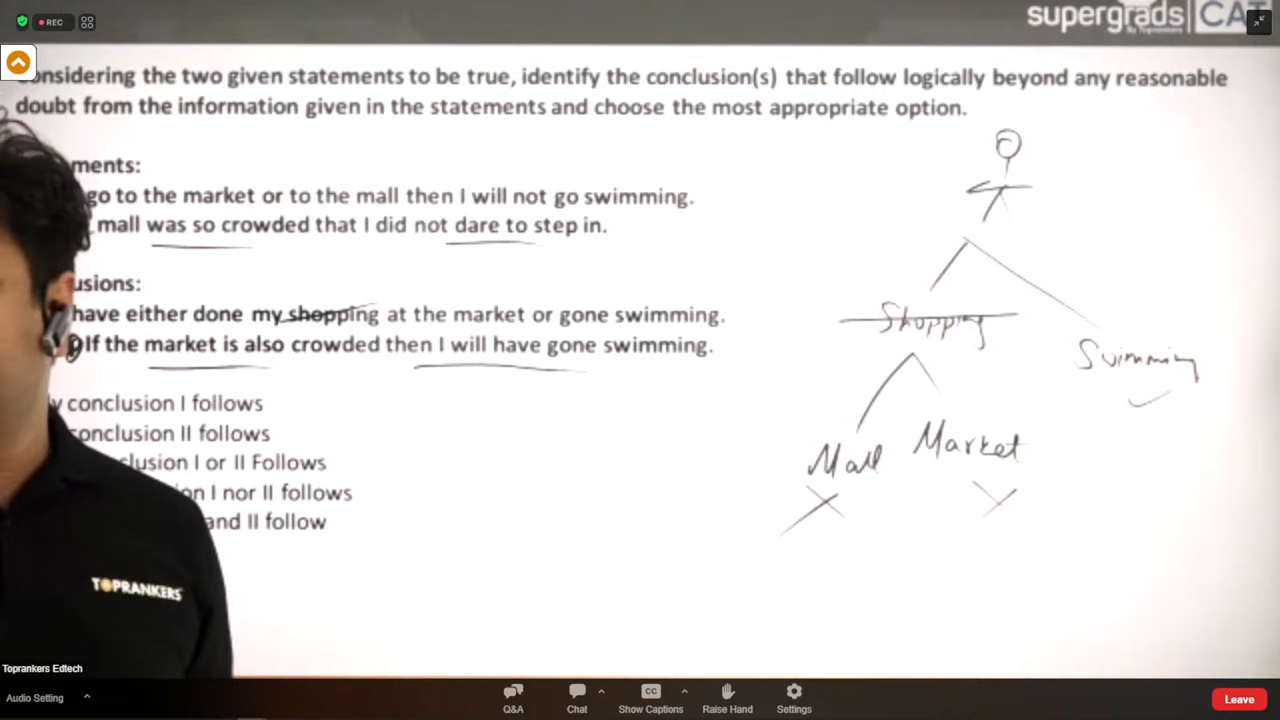 REC
supergrads CAT
By Toprankers
onsidering the two given statements to be true, identify the conclusion(s) that follow logically beyond any reasonable
doubt from the information given in the statements and choose the most appropriate option.
ments:
go to the market or to the mall then I will not go swimming.
mall was so crowded that I did not dare to step in.
usions:
have either done my shopping at the market or gone swimming.
If the market is also crowded then I will have gone swimming.
y conclusion I follows
conclusion II follows
clusion I or II Follows
on I nor II follows
and II follow
Shopping
Swimming
Mall Market
TOPRANKERS
Toprankers Edtech
Audio Setting
Q&A
Chat
CC
Show Captions
Raise Hand
Settings
Leave